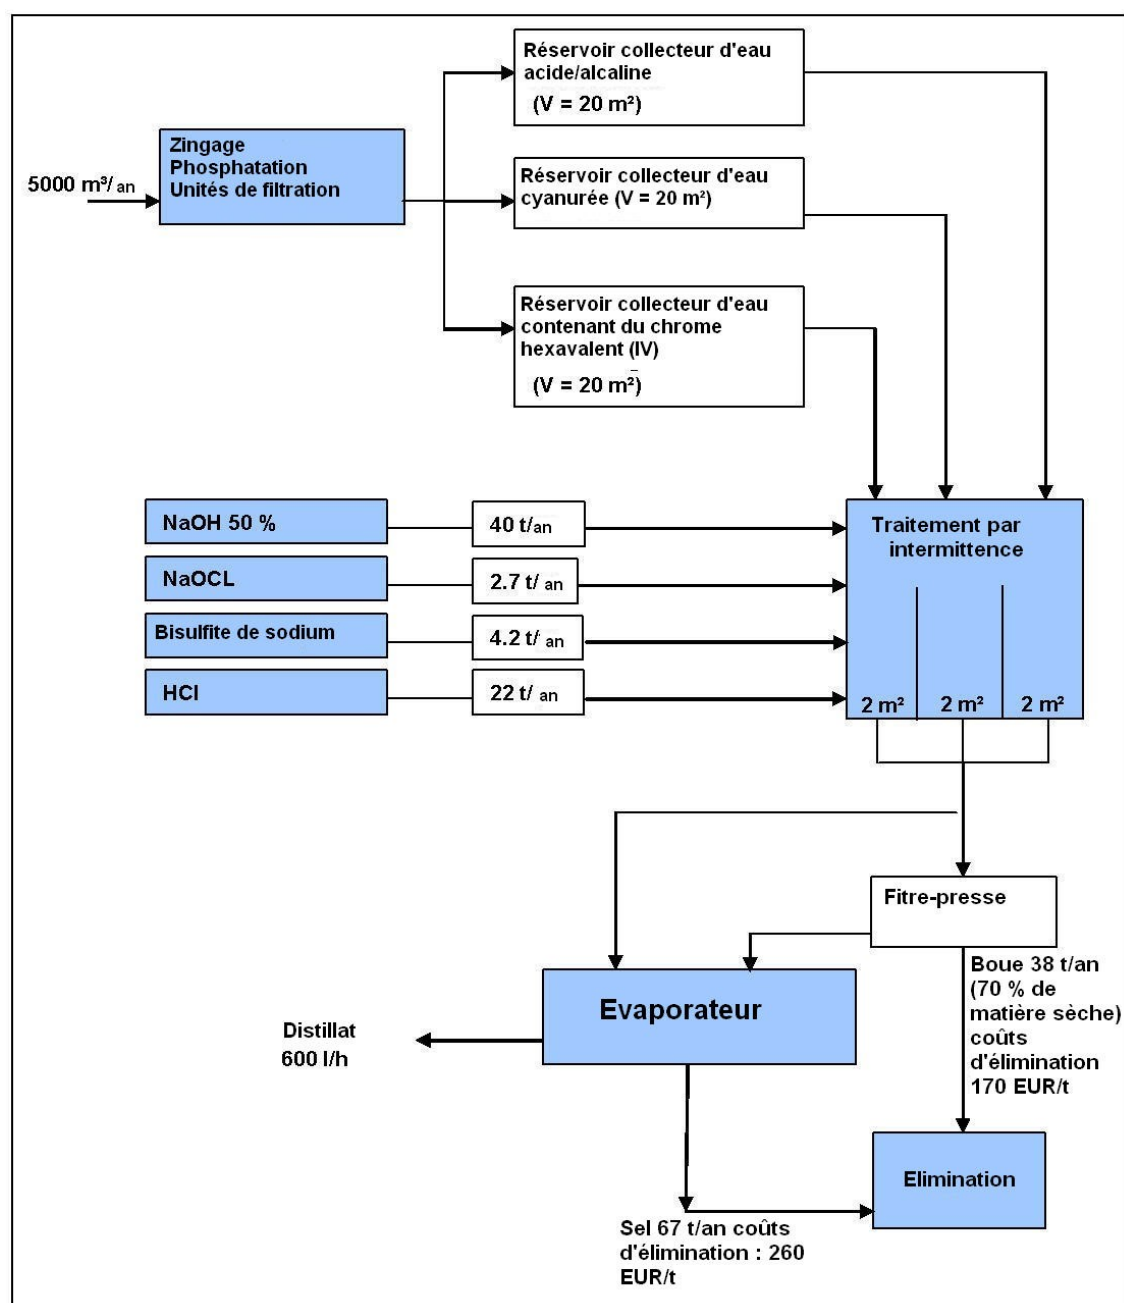 Réservoir collecteur d'eau
acide/alcaline
(V = 20 m²)
Zingage
Phosphatation
Unités de filtration
5000 m³/ an
Réservoir collecteur d'eau
cyanurée (V = 20 m²)
Réservoir collecteur d'eau
contenant du chrome
hexavalent (IV)
(V = 20 m²)
NaOH 50 %
40 t/an
NaOCL
2.7 t/ an
Bisulfite de sodium
4.2 t/ an
HCl
22 t/ an
Traitement par
intermittence
2 m²
2 m²
2 m²
Fitre-presse
Boue 38 t/an
(70 % de
matière sèche)
coûts
d'élimination
170 EUR/t
Evaporateur
Distillat
600 l/h
Elimination
Sel 67 t/an coûts
d'élimination : 260
EUR/t